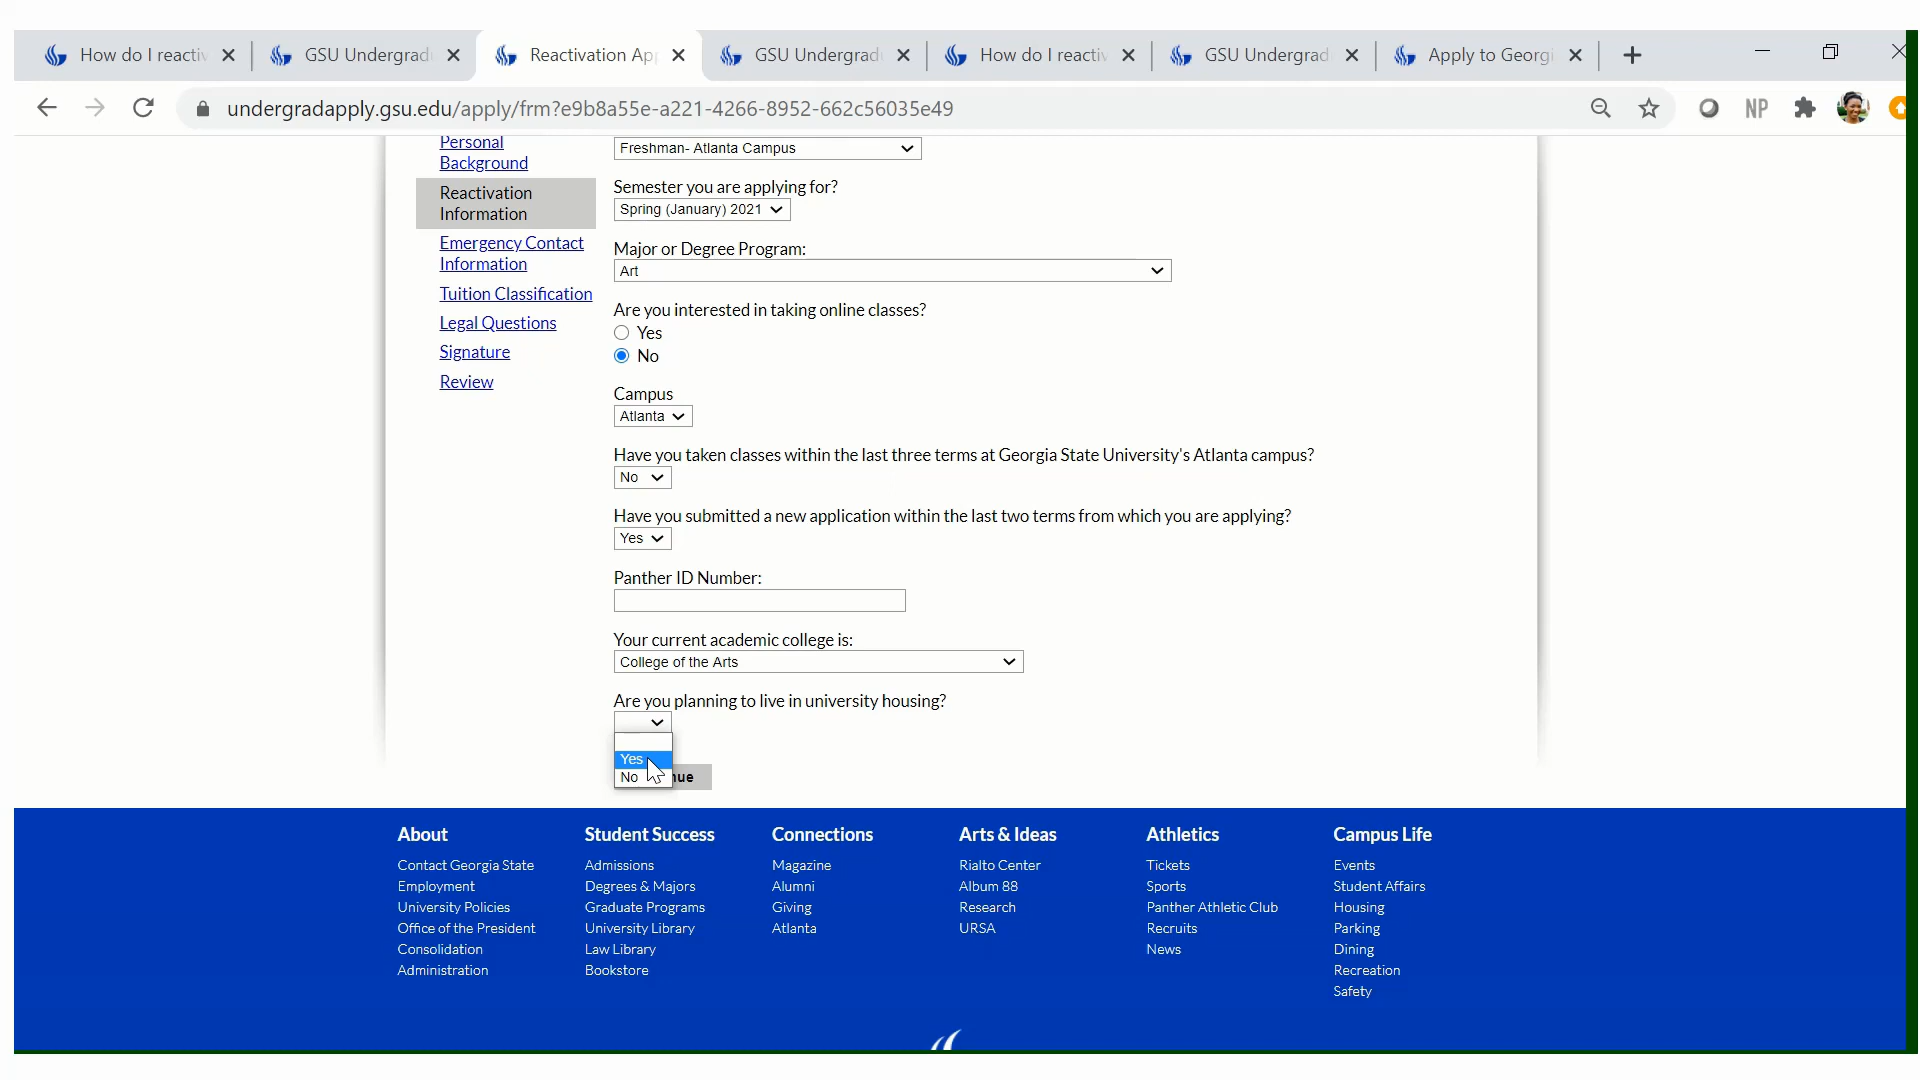 How do I reactiv
GSU Undergrad
Reactivation Ap
GSU Undergradu
How do I reactiv
GSU Undergrad
Apply to Georgi
undergradapply.gsu.edu/apply/frm?e9b8a55e-a221-4266-8952-662c56035e49
NP
Personal
Background
Reactivation
Information
Emergency Contact
Information
Tuition Classification
Legal Questions
Signature
Review
Freshman- Atlanta Campus
Semester you are applying for?
Spring (January) 2021
Major or Degree Program:
Art
Are you interested in taking online classes?
Yes
No
Campus
Atlanta
Have you taken classes within the last three terms at Georgia State University's Atlanta campus?
No
Have you submitted a new application within the last two terms from which you are applying?
Yes
Panther ID Number:
Your current academic college is:
College of the Arts
Are you planning to live in university housing?
Yes
No
nue
About
Contact Georgia State
Employment
University Policies
Office of the President
Consolidation
Administration
Student Success
Admissions
Degrees & Majors
Graduate Programs
University Library
Law Library
Bookstore
Connections
Magazine
Alumni
Giving
Atlanta
Arts & Ideas
Rialto Center
Album 88
Research
URSA
Athletics
Tickets
Sports
Panther Athletic Club
Recruits
News
Campus Life
Events
Student Affairs
Housing
Parking
Dining
Recreation
Safety